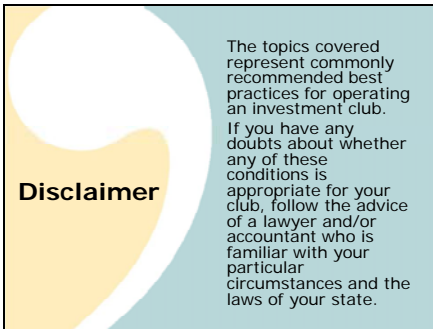 Disclaimer
The topics covered
represent commonly
recommended best
practices for operating
an investment club.
If you have any
doubts about whether
any of these
conditions is
appropriate for your
club, follow the advice
of a lawyer and/or
accountant who is
familiar with your
particular
circumstances and the
laws of your state.